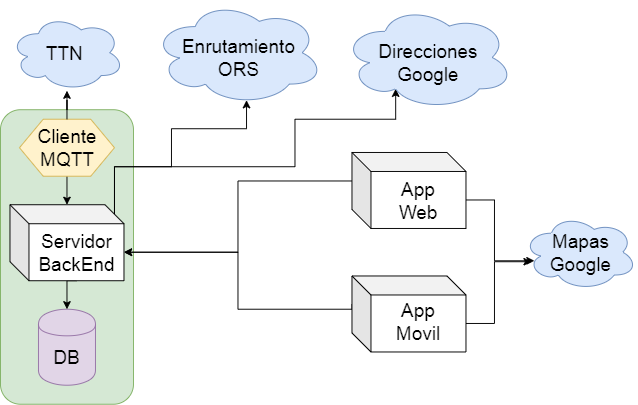 TTN
Enrutamiento
ORS
Direcciones
Google
Cliente
MQTT
App
Web
Servidor
BackEnd
Mapas
Google
App
Movil
DB